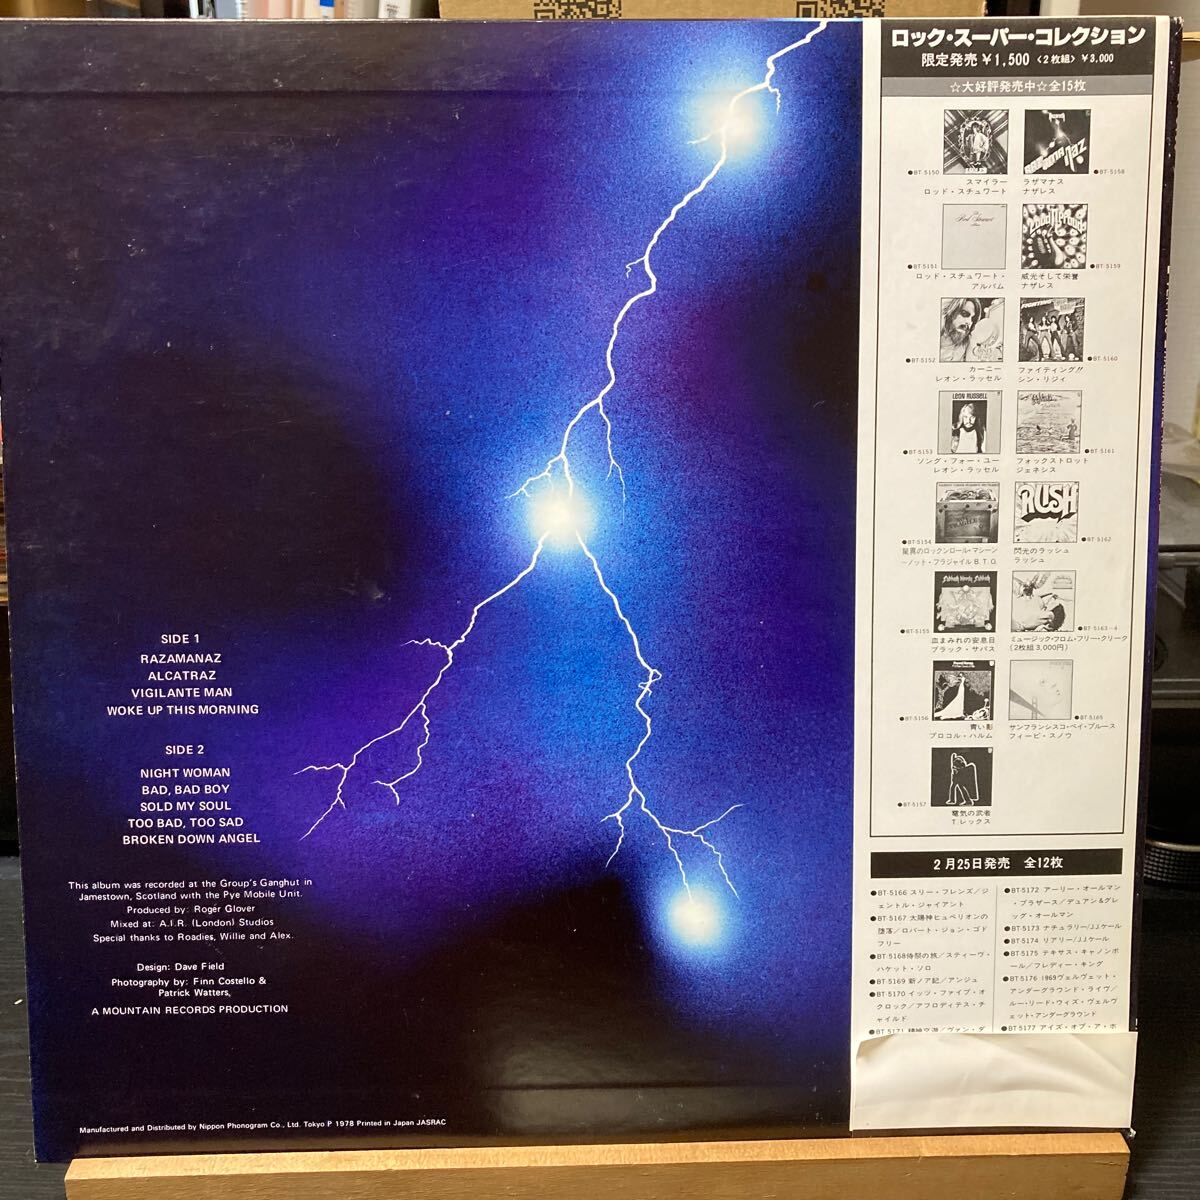 SIDE 1
RAZAMANAZ
ALCATRAZ
VIGILANTE MAN
WOKE UP THIS MORNING
SIDE 2
NIGHT WOMAN
BAD, BAD BOY
SOLD MY SOUL
TOO BAD, TOO SAD
BROKEN DOWN ANGEL
This album was recorded at the Group's Ganghut in
Jamestown, Scotland with the Pye Mobile Unit.
Produced by: Roger Glover
Mixed at: A.I.R. (London) Studios
Special thanks to Roadies, Willie and Alex.
Design: Dave Field
Photography by: Finn Costello &
Patrick Watters,
A MOUNTAIN RECORDS PRODUCTION
Manufactured and Distributed by Nippon Phonogram Co., Ltd. Tokyo P 1978 Printed in Japan JASRAC
ロック・スーパー・コレクション
限定発売 ¥1,500 〈2枚組〉 ¥3,000
☆大好評発売中☆全15枚
●BT-5150
スマイラー
ロッド・スチュワート
●BT-5158
ラザマナス
ナザレス
●BT-5151
ロッド・スチュワート・
アルバム
●BT-5159
威光そして栄養
ナザレス
●BT-5152
カーニー
レオン・ラッセル
FIGHTING
●BT-5160
ファイティング!!
シン・リジィ
LEON RUSSELL
●BT-5153
ソング・フォー・ユー
レオン・ラッセル
●BT-5161
フォックストロット
ジェネシス
●BT-5154
驚異のロックンロール・マシーン
〜ノット・フラジャイル B.T.O.
RUSH
●BT-5162
閃光のラッシュ
ラッシュ
●BT-5155
血まみれの安息日
ブラック・サバス
●BT-5163〜4
ミュージック・フロム・フリー・クリーク
(2枚組3,000円)
●BT-5156
青い影
プロコル・ハルム
●BT-5165
サンフランシスコ・ベイ・ブルース
フィービ・スノウ
●BT-5157
電気の武者
T.レックス
2月25日発売 全12枚
●BT-5166 スリー・フレンズ/ジ
ェントル・ジャイアント
●BT-5167 太陽神ヒュペリオンの
堕落/ロバート・ジョン・ゴド
フリー
●BT-5168侍祭の旅/スティーヴ・
ハケット・ソロ
●BT-5169 新ノア記/アンジュ
●BT-5170 イッツ・ファイブ・オ
クロック/アフロディテス・チ
ャイルド
●BT-5171 精神交遊/ヴァン・ダ
●BT-5172 アーリー・オールマン
・ブラザース/デュアン&グレ
ッグ・オールマン
●BT-5173 ナチュラリー/J.J.ケール
●BT-5174 リアリー/J.J.ケール
●BT-5175 テキサス・キャノンボ
ール/フレディー・キング
●BT-5176 1969ヴェルヴェット・
アンダーグラウンド・ライヴ/
ルー・リード・ウィズ・ヴェルヴ
ェット・アンダーグラウンド
●BT-5177 アイズ・オブ・ア・ホ